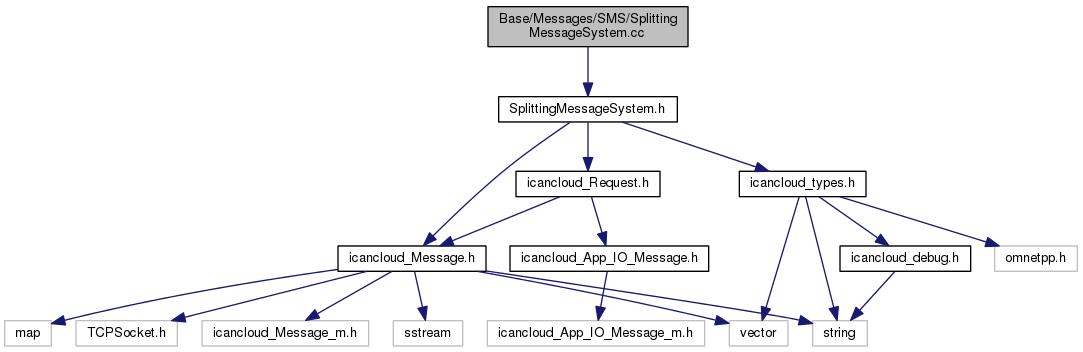 Base/Messages/SMS/Splitting
MessageSystem.cc
SplittingMessageSystem.h
icancloud_Request.h
icancloud_types.h
icancloud_Message.h
icancloud_App_IO_Message.h
icancloud_debug.h
omnetpp.h
map
TCPSocket.h
icancloud_Message_m.h
sstream
icancloud_App_IO_Message_m.h
vector
string